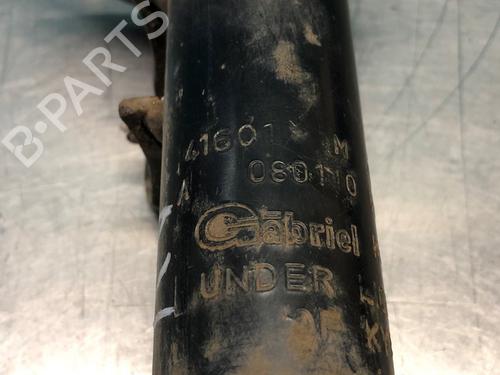 B-PARTS
41601 M
A 080110
Gabriel
UNDER